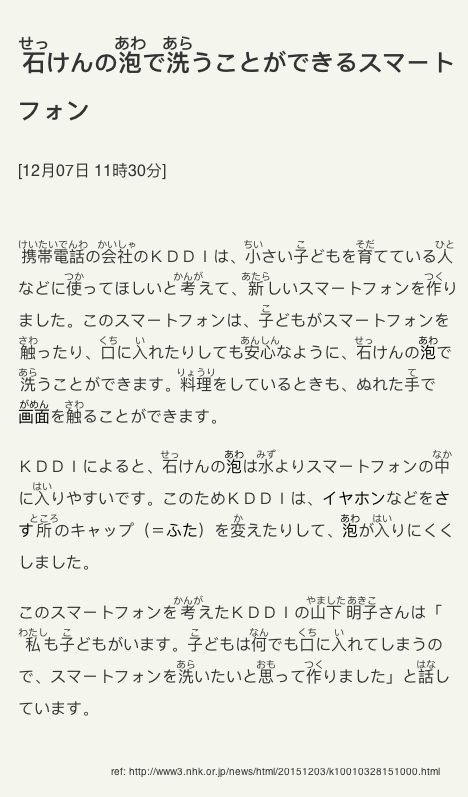 石けんの泡で洗うことができるスマート
フォン
[12月07日 11時30分]
携帯電話の会社のＫＤＤＩは、小さい子どもを育てている人
などに使ってほしいと考えて、新しいスマートフォンを作り
ました。このスマートフォンは、子どもがスマートフォンを
触ったり、口に入れたりしても安心なように、石けんの泡で
洗うことができます。料理をしているときも、ぬれた手で
画面を触ることができます。
ＫＤＤＩによると、石けんの泡は水よりスマートフォンの中
に入りやすいです。このためＫＤＤＩは、イヤホンなどをさ
す所のキャップ（＝ふた）を変えたりして、泡が入りにくく
しました。
このスマートフォンを考えたＫＤＤＩの山下明子さんは「
私も子どもがいます。子どもは何でも口に入れてしまうの
で、スマートフォンを洗いたいと思って作りました」と話し
ています。
ref: http://www3.nhk.or.jp/news/html/20151203/k10010328151000.html